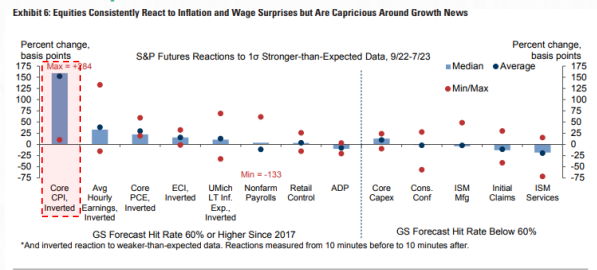 Exhibit 6: Equities Consistently React to Inflation and Wage Surprises but Are Capricious Around Growth News
Percent change,
basis points
S&P Futures Reactions to 1σ Stronger-than-Expected Data, 9/22-7/23
Percent change,
basis points
Max = +284
Median
Average
Min/Max
175
150
125
100
75
50
25
0
-25
-50
-75
175
150
125
100
75
50
25
0
-25
-50
-75
Min = -133
Core
CPI,
Inverted
Avg
Hourly
Earnings,
Inverted
Core
PCE,
Inverted
ECI,
Inverted
UMich
LT Inf.
Exp.,
Inverted
Nonfarm
Payrolls
Retail
Control
ADP
Core
Capex
Cons.
Conf
ISM
Mfg
Initial
Claims
ISM
Services
GS Forecast Hit Rate 60% or Higher Since 2017
GS Forecast Hit Rate Below 60%
*And inverted reaction to weaker-than-expected data. Reactions measured from 10 minutes before to 10 minutes after.